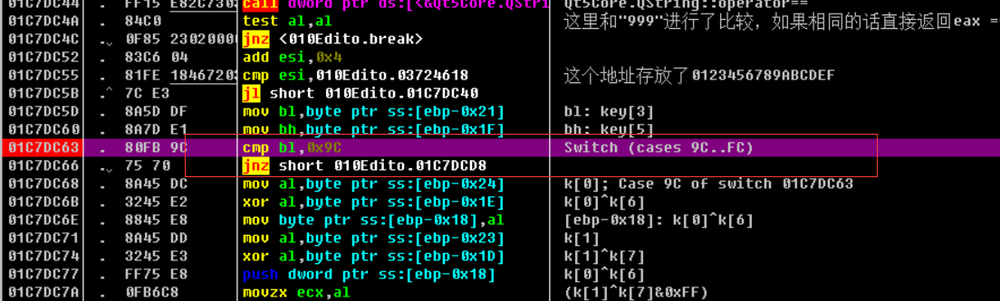 01C7DC44 . FF15 E82C7303 call dword ptr ds:[<&Qt5Core.QStri Qt5Core.QString::operator==
01C7DC4A . 84C0 test al,al 这里和"999"进行了比较，如果相同的话直接返回eax =
01C7DC4C .˅ 0F85 23020000 jnz <010Edito.break>
01C7DC52 . 83C6 04 add esi,0x4
01C7DC55 . 81FE 18467203 cmp esi,010Edito.03724618 这个地址存放了0123456789ABCDEF
01C7DC5B .^ 7C E3 jl short 010Edito.01C7DC40
01C7DC5D . 8A5D DF mov bl,byte ptr ss:[ebp-0x21] bl: key[3]
01C7DC60 . 8A7D E1 mov bh,byte ptr ss:[ebp-0x1F] bh: key[5]
01C7DC63 . 80FB 9C cmp bl,0x9C Switch (cases 9C..FC)
01C7DC66 .˅ 75 70 jnz short 010Edito.01C7DCD8
01C7DC68 . 8A45 DC mov al,byte ptr ss:[ebp-0x24] k[0]; Case 9C of switch 01C7DC63
01C7DC6B . 3245 E2 xor al,byte ptr ss:[ebp-0x1E] k[0]^k[6]
01C7DC6E . 8845 E8 mov byte ptr ss:[ebp-0x18],al [ebp-0x18]: k[0]^k[6]
01C7DC71 . 8A45 DD mov al,byte ptr ss:[ebp-0x23] k[1]
01C7DC74 . 3245 E3 xor al,byte ptr ss:[ebp-0x1D] k[1]^k[7]
01C7DC77 . FF75 E8 push dword ptr ss:[ebp-0x18] k[0]^k[6]
01C7DC7A . 0FB6C8 movzx ecx,al (k[1]^k[7]&0xFF)